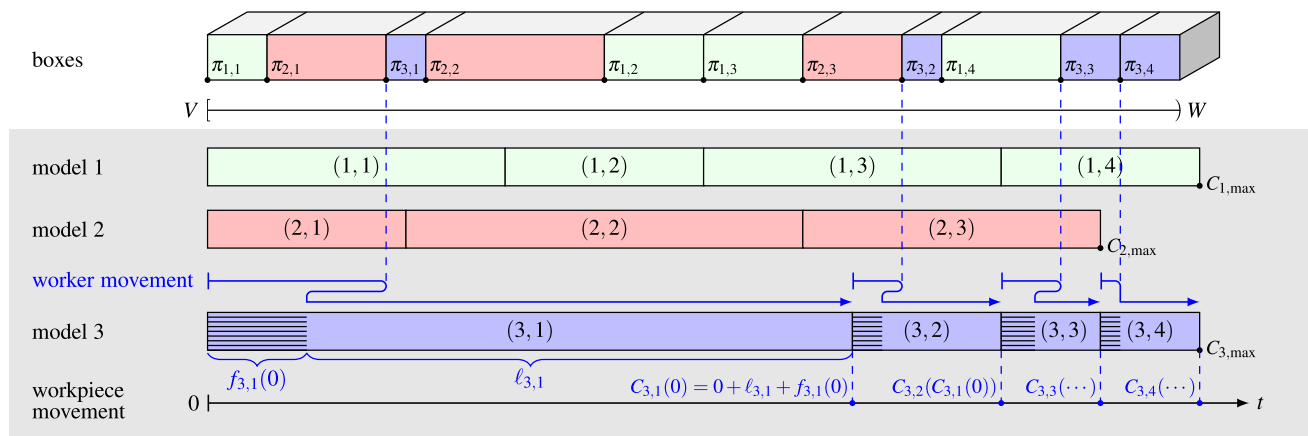 boxes
π1,1 π2,1 π3,1 π2,2 π1,2 π1,3 π2,3 π3,2 π1,4 π3,3 π3,4
V [ ) W
model 1 (1, 1) (1, 2) (1, 3) (1, 4) C1,max
model 2 (2, 1) (2, 2) (2, 3) C2,max
worker movement
model 3 (3, 1) (3, 2) (3, 3) (3, 4) C3,max
f3,1(0) ℓ3,1 C3,1(0) = 0 + ℓ3,1 + f3,1(0) C3,2(C3,1(0)) C3,3(⋯) C3,4(⋯)
workpiece
movement 0 t